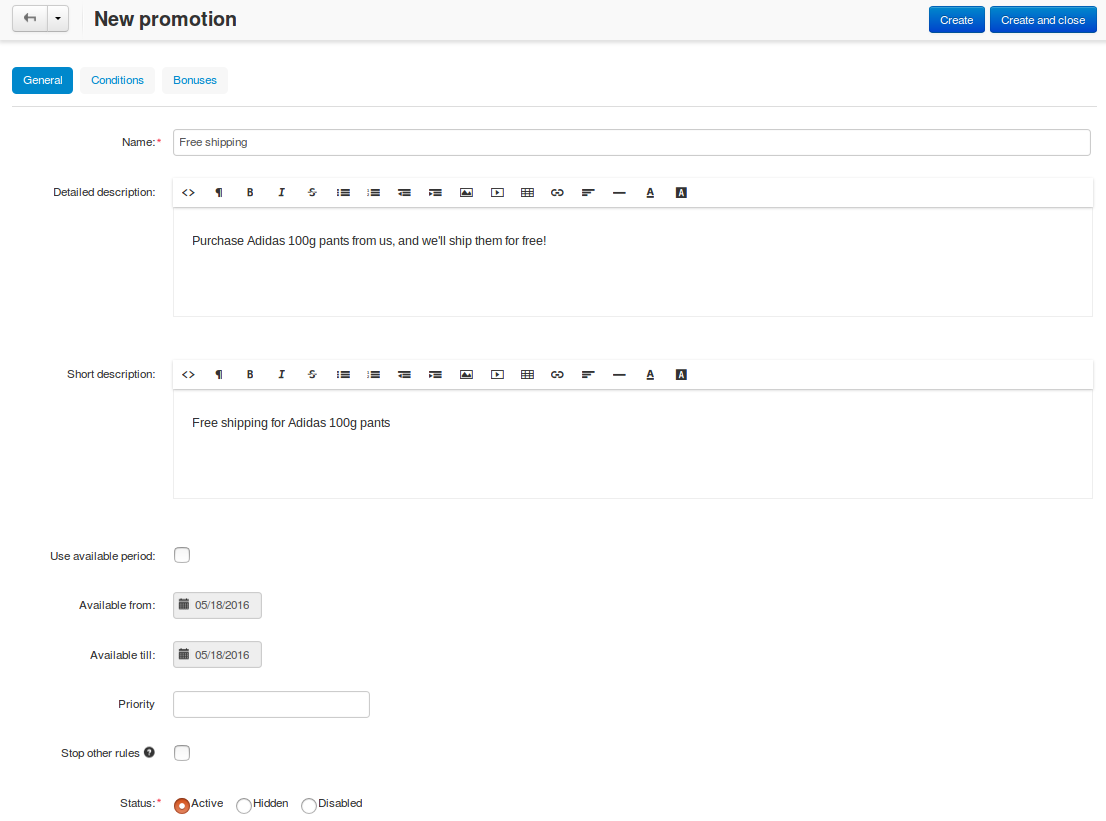 New promotion
Create
Create and close
General
Conditions
Bonuses
Name:*
Free shipping
Detailed description:
Purchase Adidas 100g pants from us, and we'll ship them for free!
Short description:
Free shipping for Adidas 100g pants
Use available period:
Available from:
05/18/2016
Available till:
05/18/2016
Priority
Stop other rules ?
Status:*
Active
Hidden
Disabled